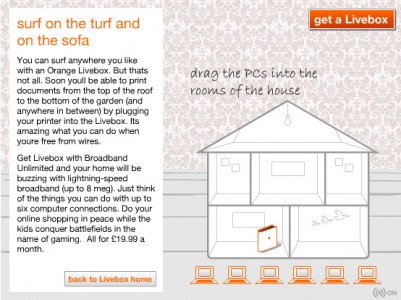 surf on the turf and
on the sofa
You can surf anywhere you like
with an Orange Livebox. But thats
not all. Soon youll be able to print
documents from the top of the roof
to the bottom of the garden (and
anywhere in between) by plugging
your printer into the Livebox. Its
amazing what you can do when
youre free from wires.
Get Livebox with Broadband
Unlimited and your home will be
buzzing with lightning-speed
broadband (up to 8 meg). Just think
of the things you can do with up to
six computer connections. Do your
online shopping in peace while the
kids conquer battlefields in the
name of gaming. All for £19.99 a
month.
back to Livebox home
get a Livebox
drag the PCs into the
rooms of the house
ON